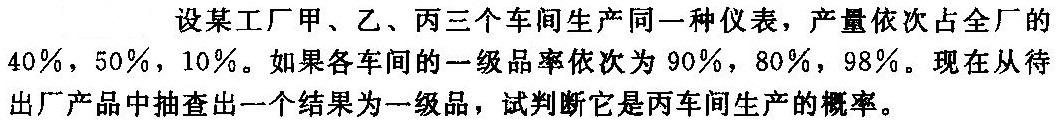 设某工厂甲、乙、丙三个车间生产同一种仪表，产量依次占全厂的
40%，50%，10%。如果各车间的一级品率依次为 90%，80%，98%。现在从待
出厂产品中抽查出一个结果为一级品，试判断它是丙车间生产的概率。